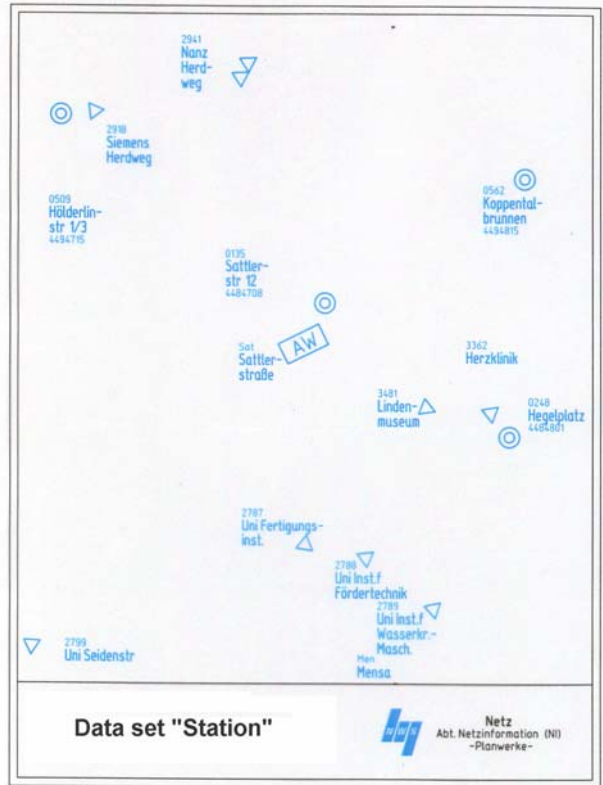 2941
Nanz
Herd-
weg
2918
Siemens
Herdweg
0509
Hölderlin-
str 1/3
4494715
0562
Koppental-
brunnen
4494815
0135
Sattler-
str 12
4484708
AW
Sat
Sattler-
straße
3362
Herzklinik
3481
Linden-
museum
0248
Hegelplatz
4484801
2787
Uni Fertigungs-
inst.
2788
Uni Inst.f
Fördertechnik
2789
Uni Inst.f
Wasserkr.-
Masch.
Men
Mensa
2799
Uni Seidenstr
Data set "Station"
NWS
Netz
Abt. Netzinformation (NI)
-Planwerke-